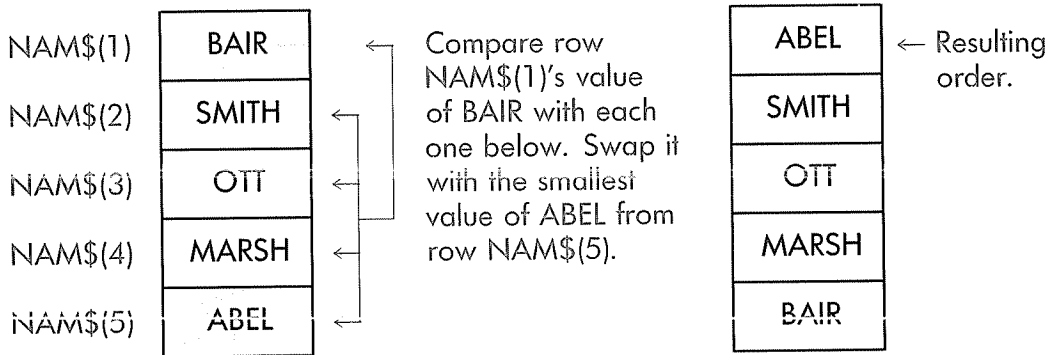 NAM$(1)
NAM$(2)
NAM$(3)
NAM$(4)
NAM$(5)
BAIR
SMITH
OTT
MARSH
ABEL
Compare row
NAM$(1)'s value
of BAIR with each
one below. Swap it
with the smallest
value of ABEL from
row NAM$(5).
ABEL
SMITH
OTT
MARSH
BAIR
← Resulting
order.